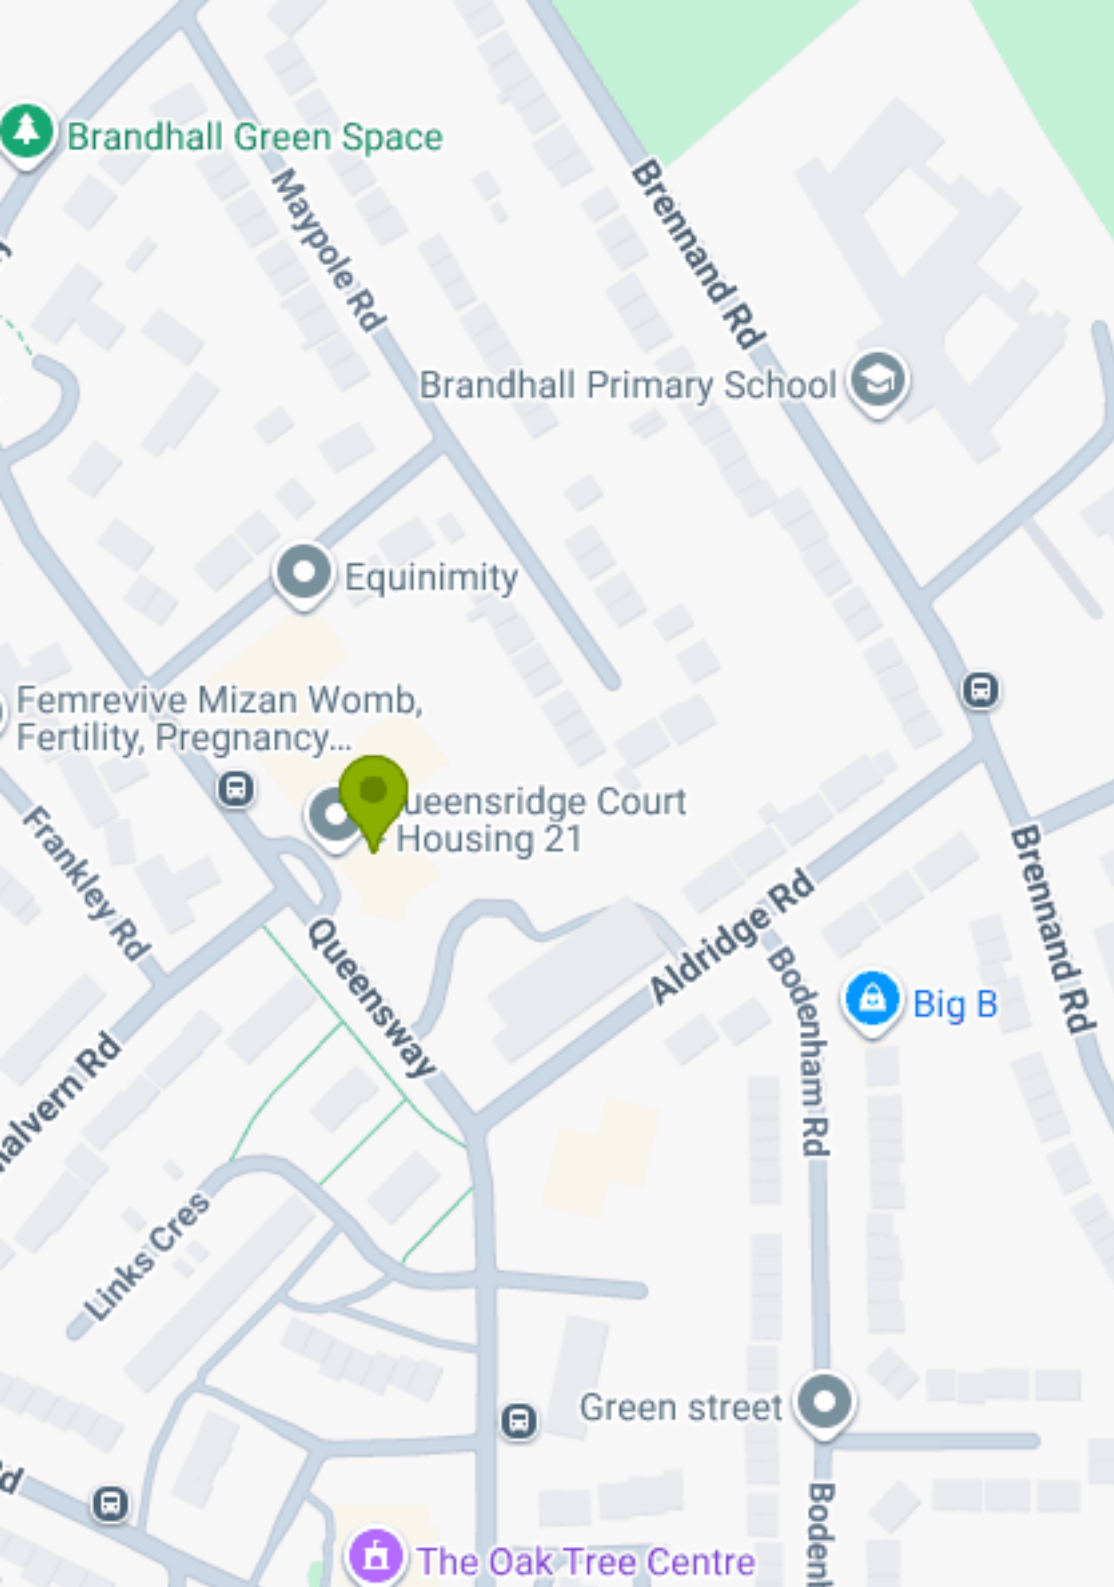 Brandhall Green Space
Maypole Rd
Brennand Rd
Brandhall Primary School
Equinimity
Femrevive Mizan Womb,
Fertility, Pregnancy...
ueensridge Court
- Housing 21
Frankley Rd
Queensway
Aldridge Rd
Brennand Rd
Bodenham Rd
Big B
alvern Rd
Links Cres
Green street
d
Boden
The Oak Tree Centre